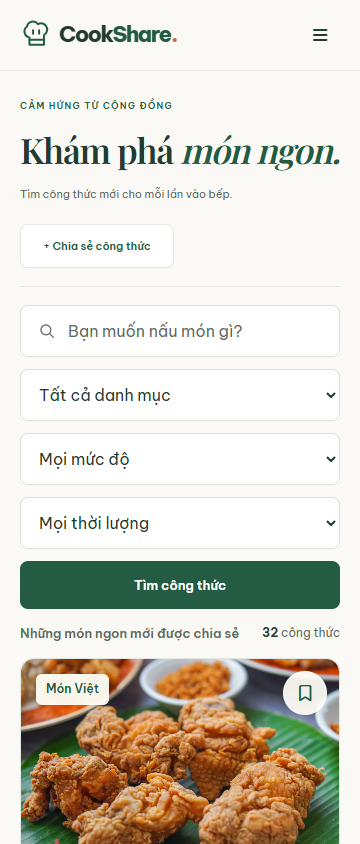 CookShare.
CẢM HỨNG TỪ CỘNG ĐỒNG
Khám phá món ngon.
Tìm công thức mới cho mỗi lần vào bếp.
+ Chia sẻ công thức
Bạn muốn nấu món gì?
Tất cả danh mục
Mọi mức độ
Mọi thời lượng
Tìm công thức
Những món ngon mới được chia sẻ 32 công thức
Món Việt